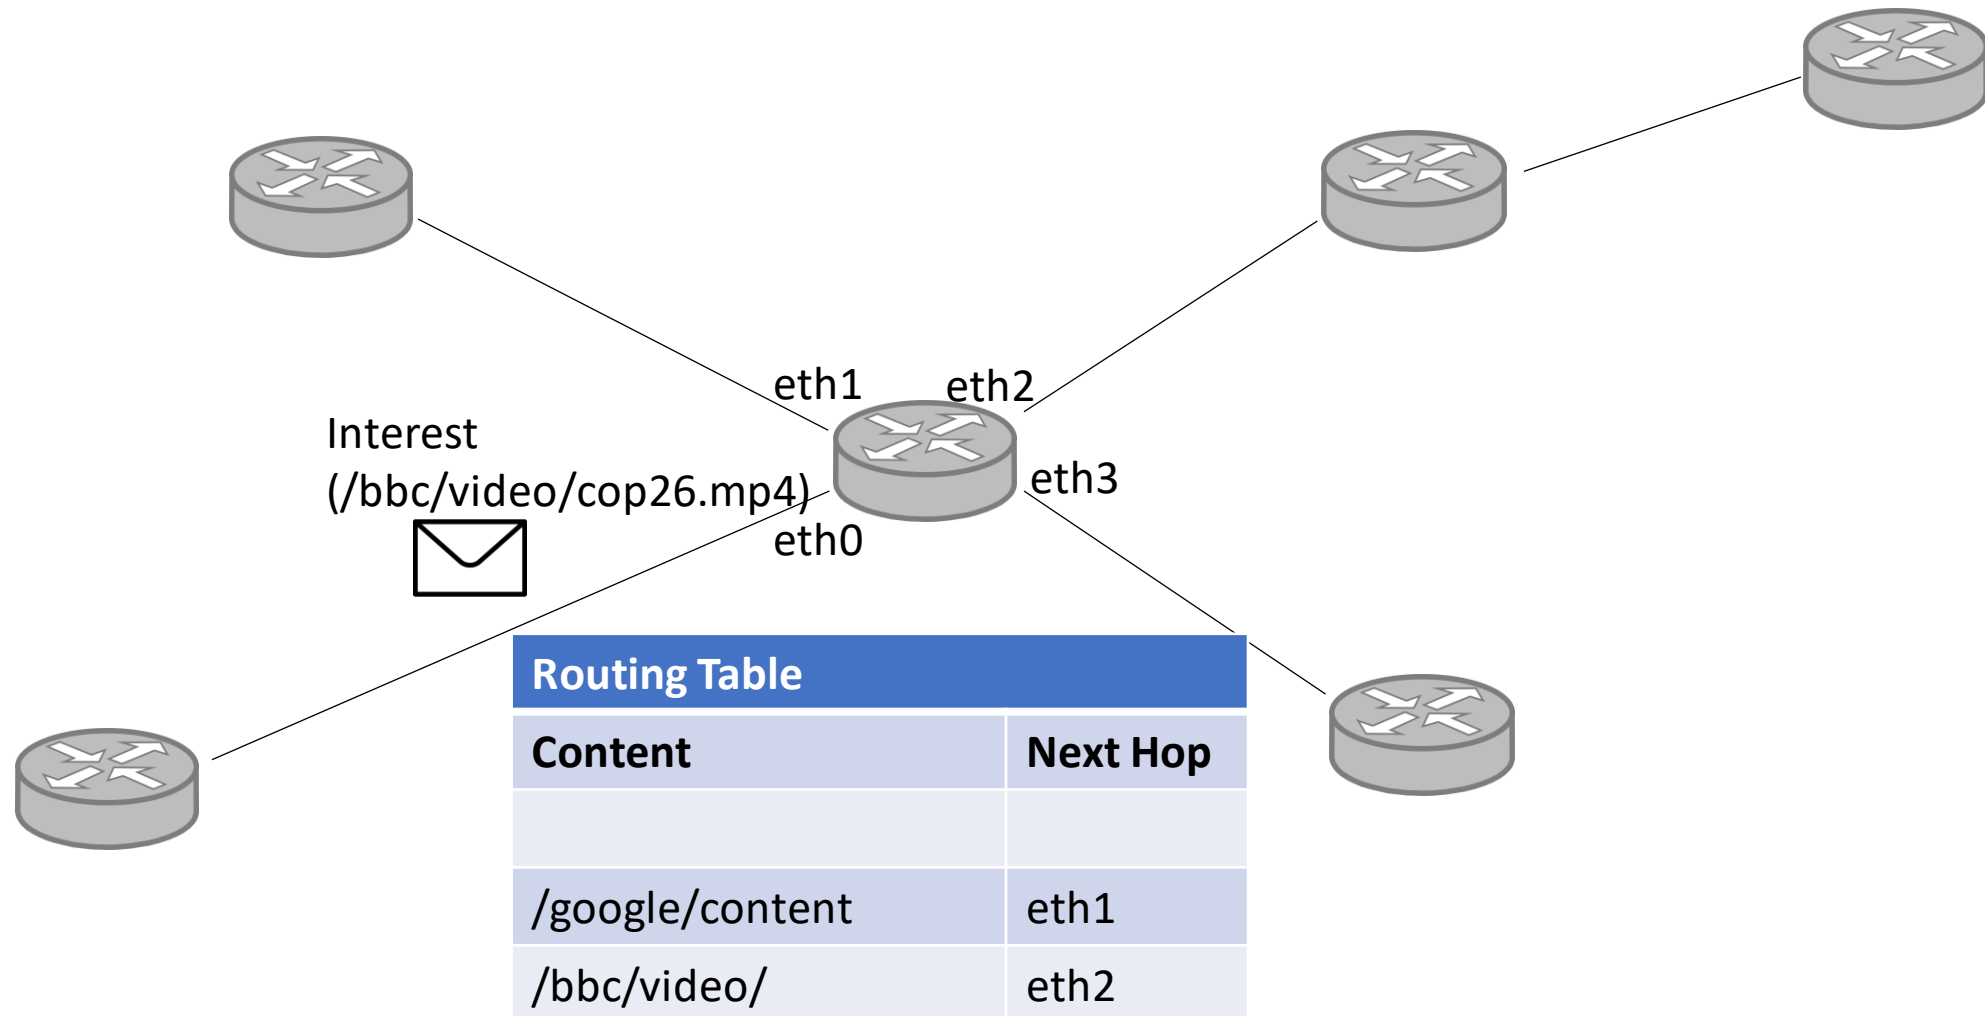 eth1
eth2
Interest
(/bbc/video/cop26.mp4)
eth3
eth0
Routing Table
Content Next Hop
/google/content eth1
/bbc/video/ eth2